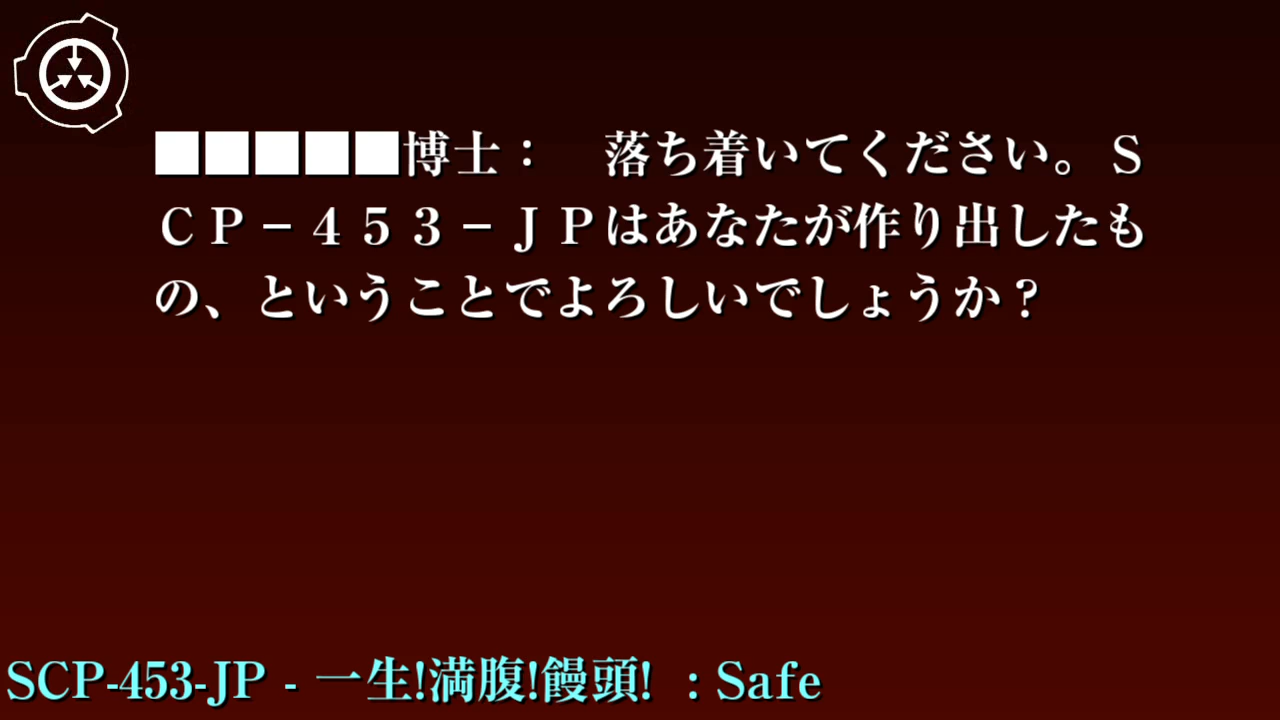 ■■■■■博士：　落ち着いてください。Ｓ
ＣＰ－４５３－ＪＰはあなたが作り出したも
の、ということでよろしいでしょうか？
SCP-453-JP - 一生!満腹!饅頭! : Safe